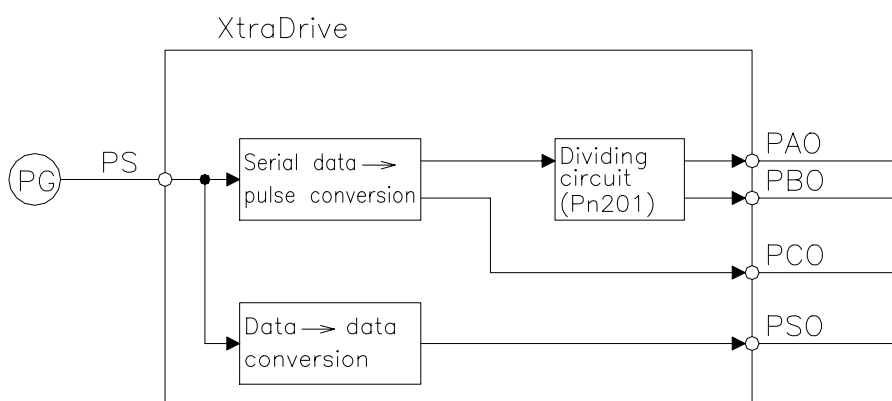 XtraDrive
PG
PS
Serial data →
pulse conversion
Dividing
circuit
(Pn201)
PAO
PBO
PCO
Data → data
conversion
PSO